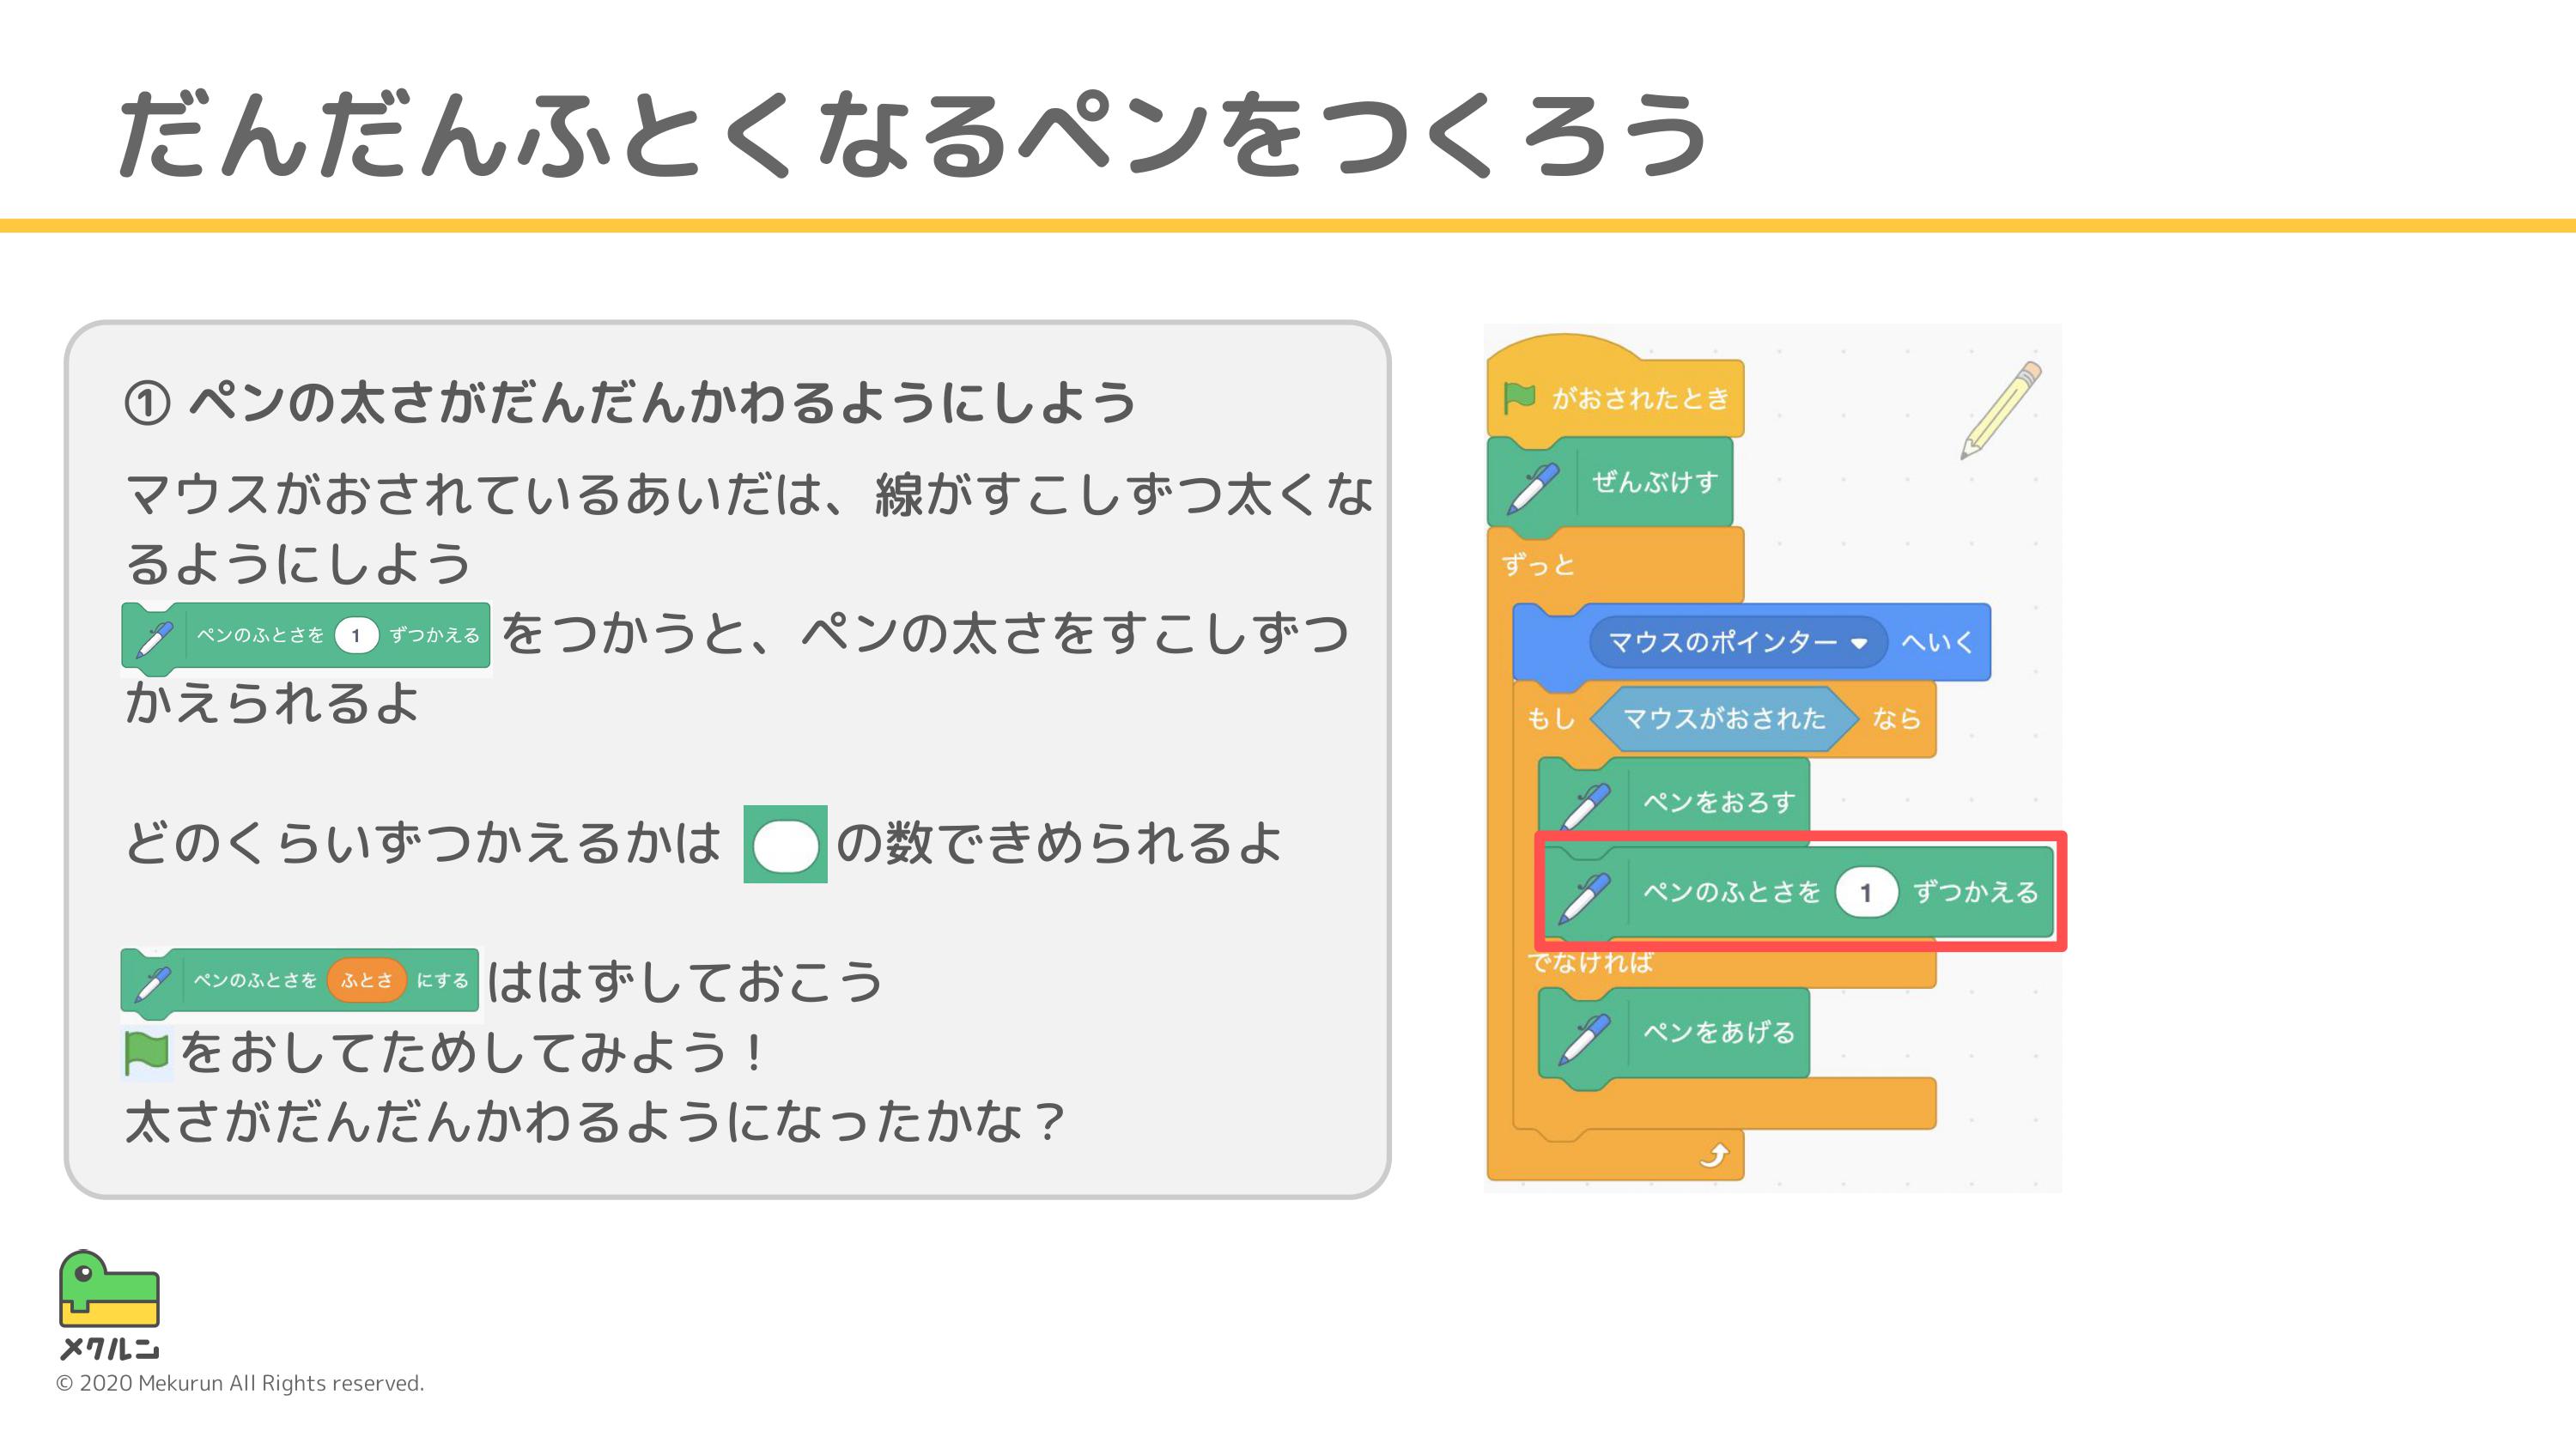 だんだんふとくなるペンをつくろう
① ペンの太さがだんだんかわるようにしよう
マウスがおされているあいだは、線がすこしずつ太くな
るようにしよう
ペンのふとさを 1 ずつかえる をつかうと、ペンの太さをすこしずつ
かえられるよ
どのくらいずつかえるかは の数できめられるよ
ペンのふとさを ふとさ にする ははずしておこう
をおしてためしてみよう！
太さがだんだんかわるようになったかな？
がおされたとき
ぜんぶけす
ずっと
マウスのポインター へいく
もし マウスがおされた なら
ペンをおろす
ペンのふとさを 1 ずつかえる
でなければ
ペンをあげる
メクルン
© 2020 Mekurun All Rights reserved.